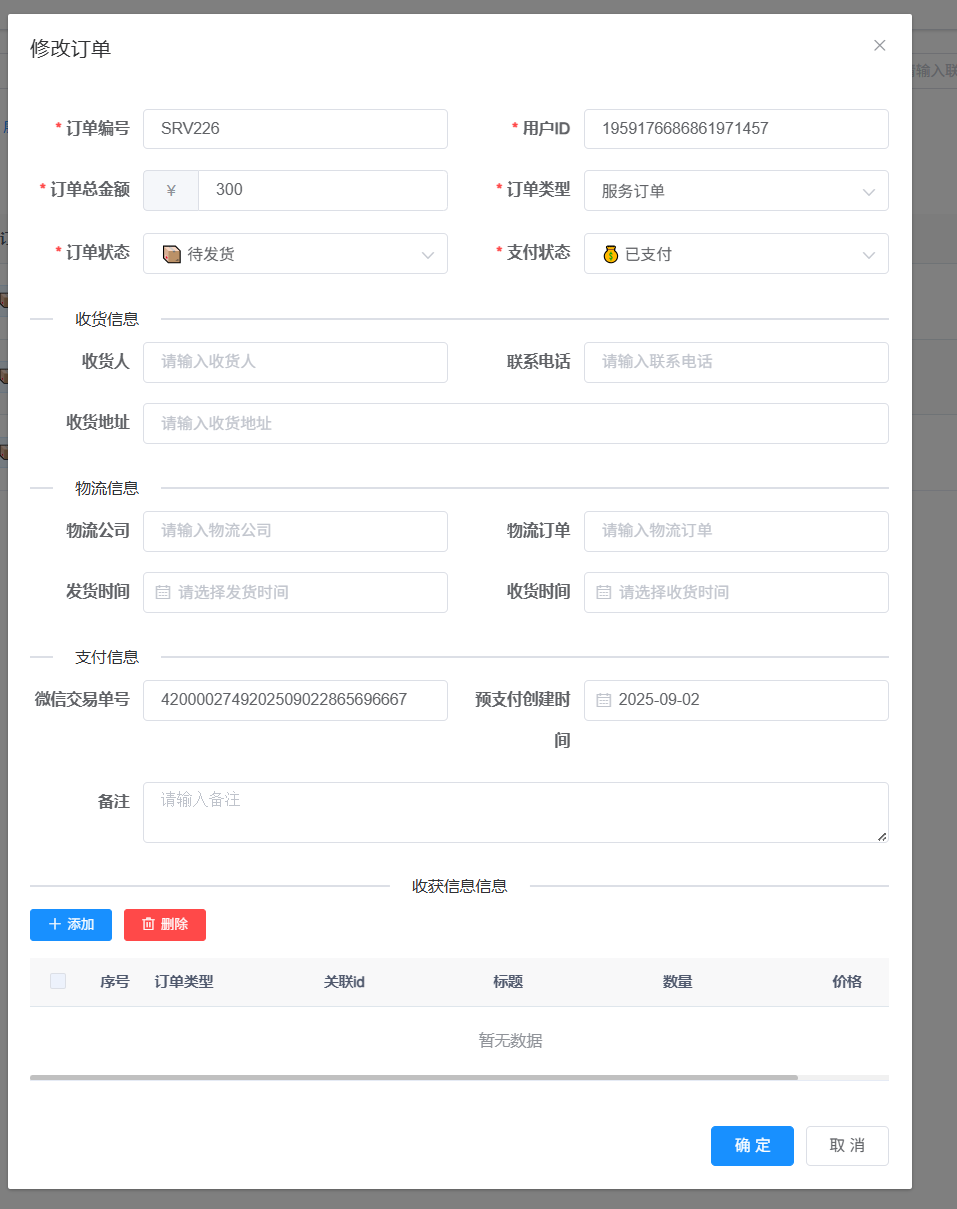 修改订单
请输入联
* 订单编号 SRV226 * 用户ID 1959176686861971457
* 订单总金额 ¥ 300 * 订单类型 服务订单
* 订单状态 待发货 * 支付状态 已支付
收货信息
收货人 请输入收货人 联系电话 请输入联系电话
收货地址 请输入收货地址
物流信息
物流公司 请输入物流公司 物流订单 请输入物流订单
发货时间 请选择发货时间 收货时间 请选择收货时间
支付信息
微信交易单号 4200002749202509022865696667 预支付创建时 2025-09-02
间
备注 请输入备注
收获信息信息
添加 删除
序号 订单类型 关联id 标题 数量 价格
暂无数据
确 定 取 消